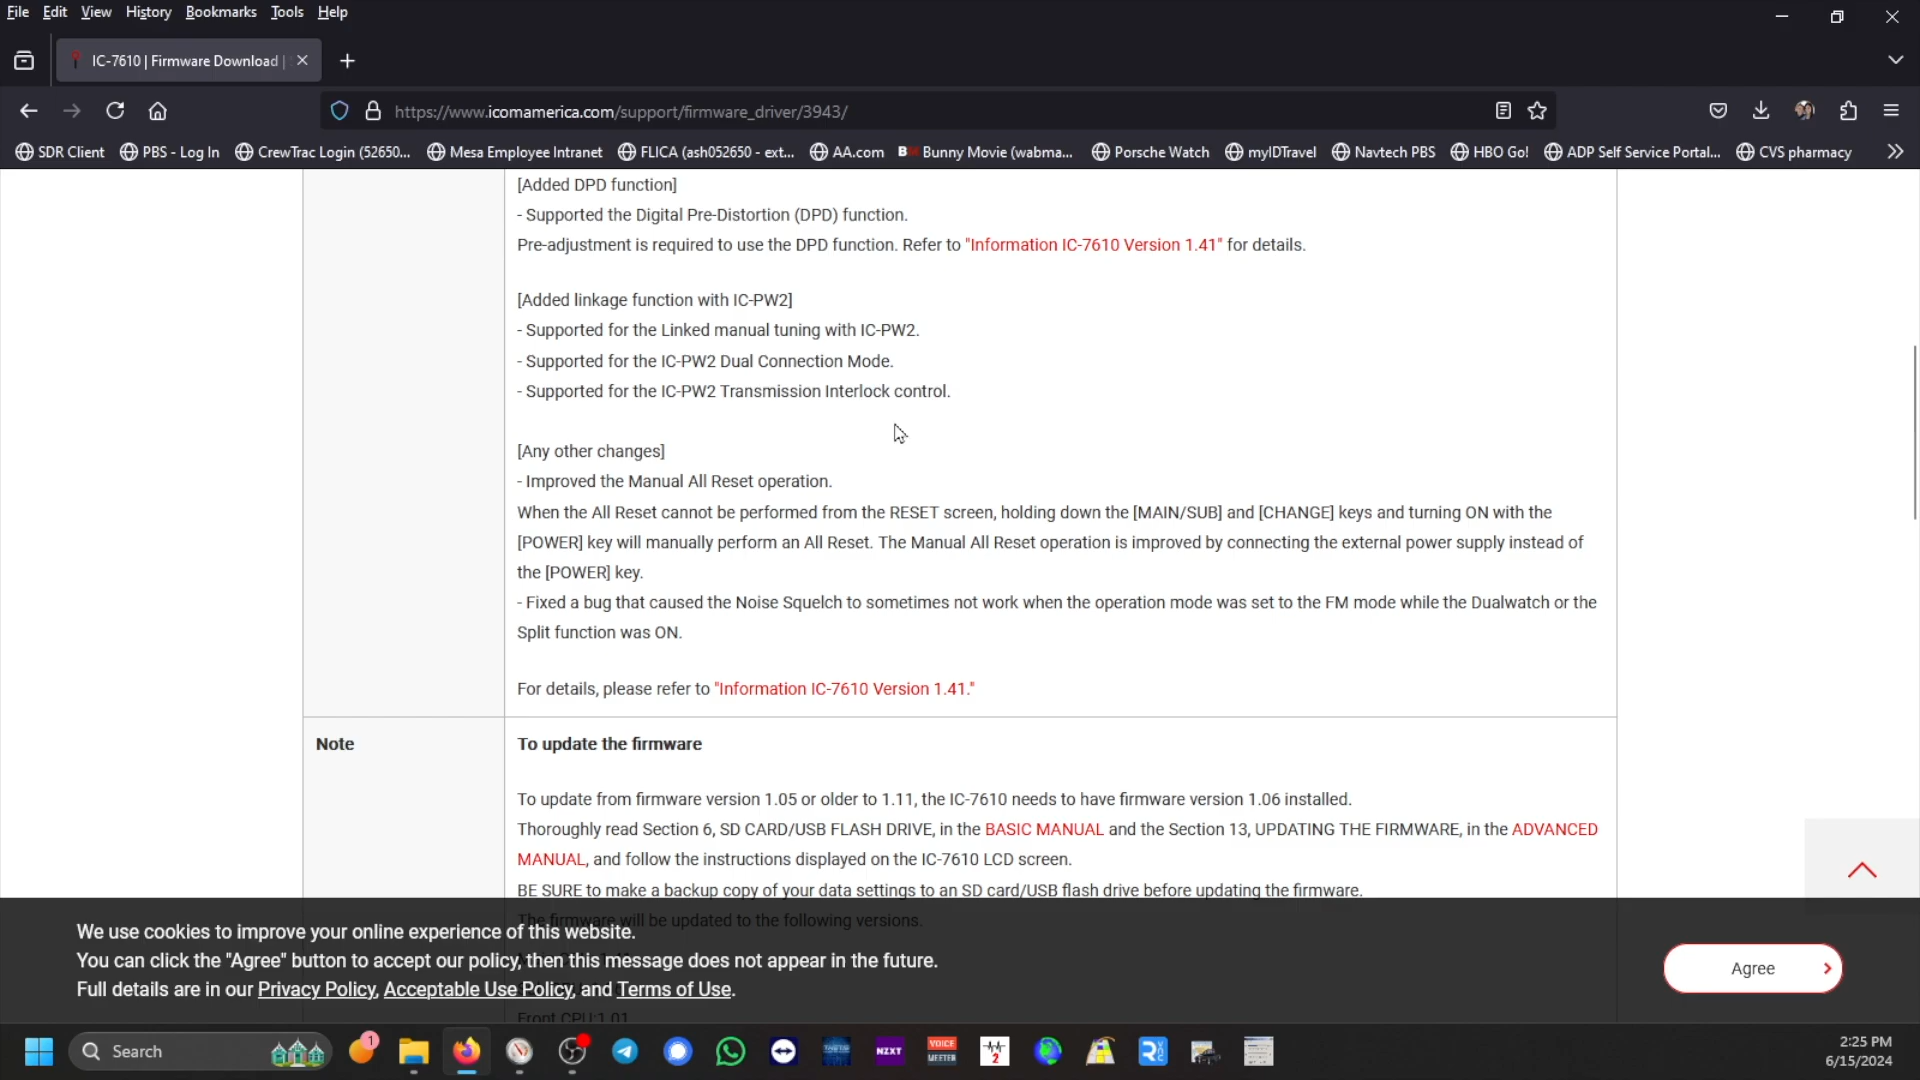 File Edit View History Bookmarks Tools Help
IC-7610 | Firmware Download |
https://www.icomamerica.com/support/firmware_driver/3943/
SDR Client PBS - Log In CrewTrac Login (52650... Mesa Employee Intranet FLICA (ash052650 - ext... AA.com Bunny Movie (wabma... Porsche Watch myIDTravel Navtech PBS HBO Go! ADP Self Service Portal... CVS pharmacy
[Added DPD function]
- Supported the Digital Pre-Distortion (DPD) function.
Pre-adjustment is required to use the DPD function. Refer to "Information IC-7610 Version 1.41" for details.
[Added linkage function with IC-PW2]
- Supported for the Linked manual tuning with IC-PW2.
- Supported for the IC-PW2 Dual Connection Mode.
- Supported for the IC-PW2 Transmission Interlock control.
[Any other changes]
- Improved the Manual All Reset operation.
When the All Reset cannot be performed from the RESET screen, holding down the [MAIN/SUB] and [CHANGE] keys and turning ON with the
[POWER] key will manually perform an All Reset. The Manual All Reset operation is improved by connecting the external power supply instead of
the [POWER] key.
- Fixed a bug that caused the Noise Squelch to sometimes not work when the operation mode was set to the FM mode while the Dualwatch or the
Split function was ON.
For details, please refer to "Information IC-7610 Version 1.41."
Note
To update the firmware
To update from firmware version 1.05 or older to 1.11, the IC-7610 needs to have firmware version 1.06 installed.
Thoroughly read Section 6, SD CARD/USB FLASH DRIVE, in the BASIC MANUAL and the Section 13, UPDATING THE FIRMWARE, in the ADVANCED
MANUAL, and follow the instructions displayed on the IC-7610 LCD screen.
BE SURE to make a backup copy of your data settings to an SD card/USB flash drive before updating the firmware.
The firmware will be updated to the following versions.
We use cookies to improve your online experience of this website.
You can click the "Agree" button to accept our policy, then this message does not appear in the future.
Full details are in our Privacy Policy, Acceptable Use Policy, and Terms of Use.
Agree
Front CPU:1.01
Search
1
NZXT
VOICE
MEETER
2
2:25 PM
6/15/2024